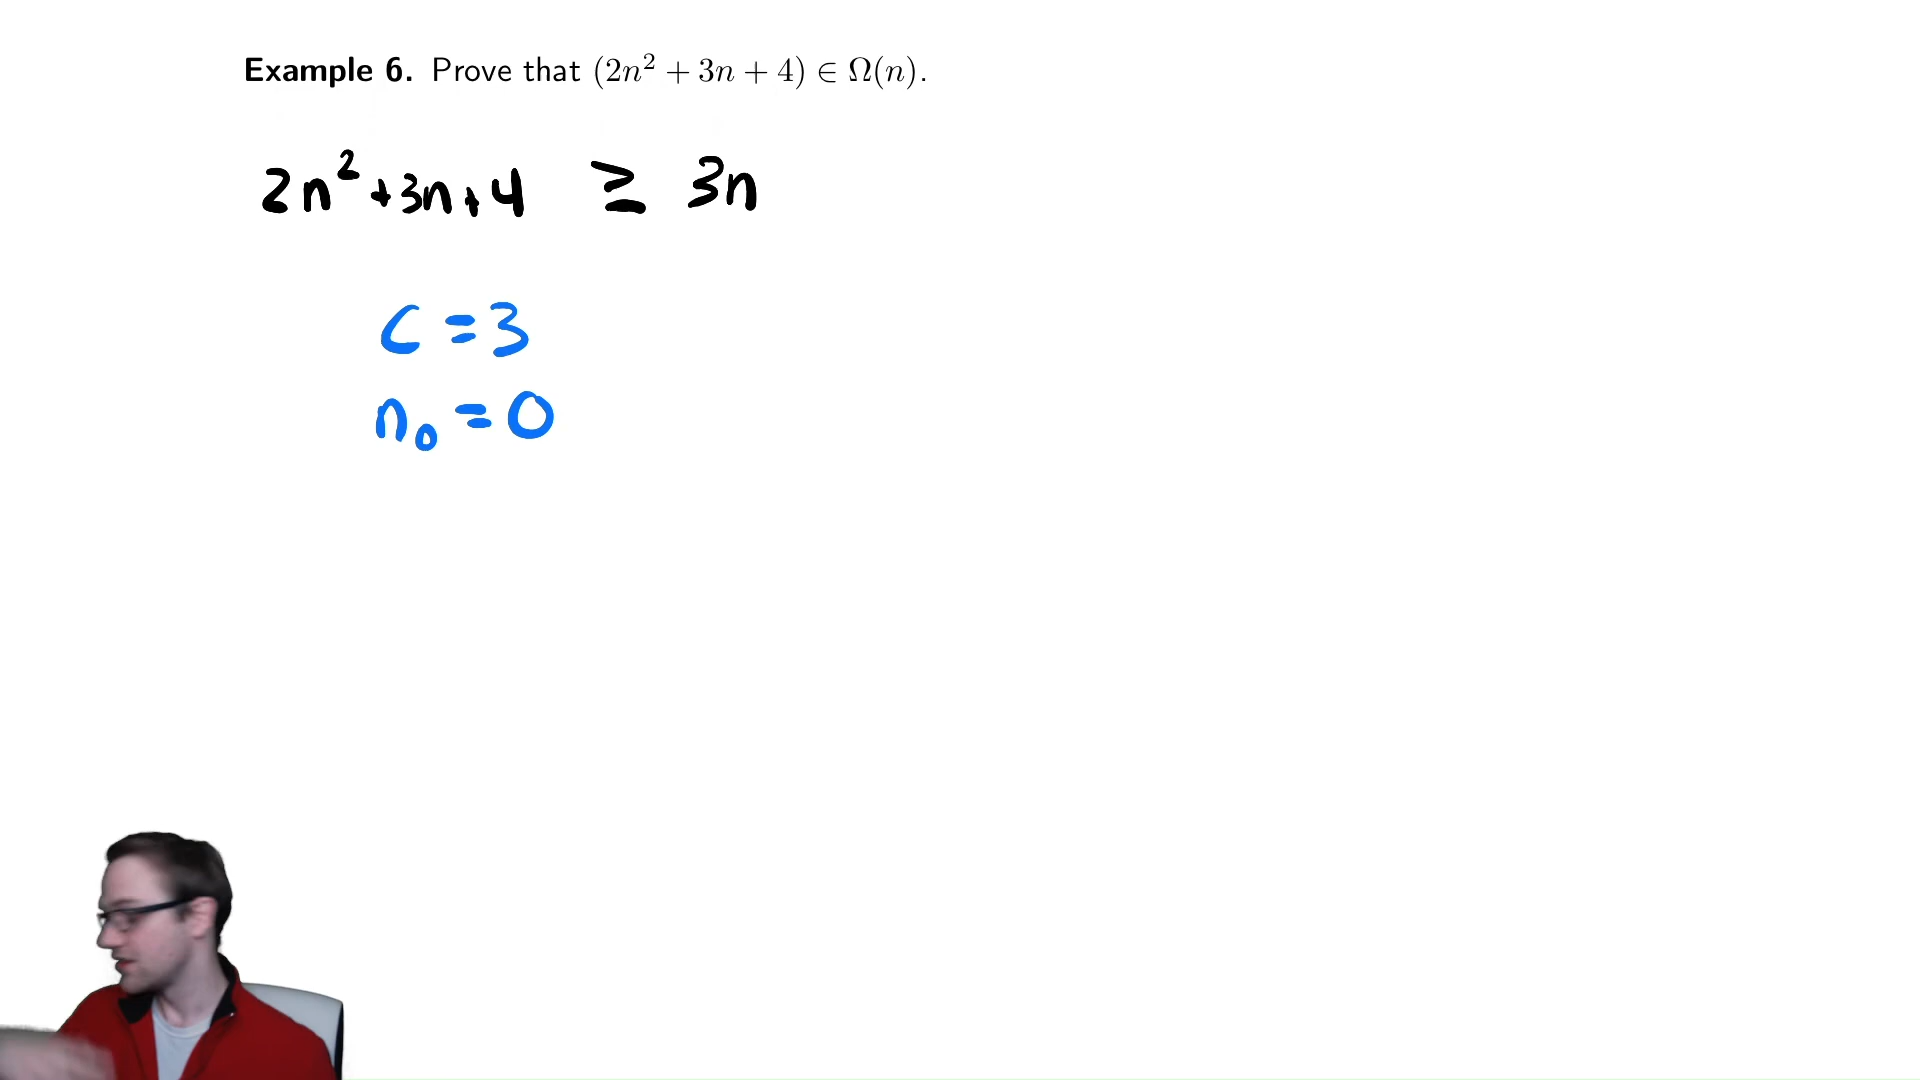 Example 6. Prove that (2n² + 3n + 4) ∈ Ω(n).
2n² + 3n + 4 ≥ 3n
c = 3
n₀ = 0